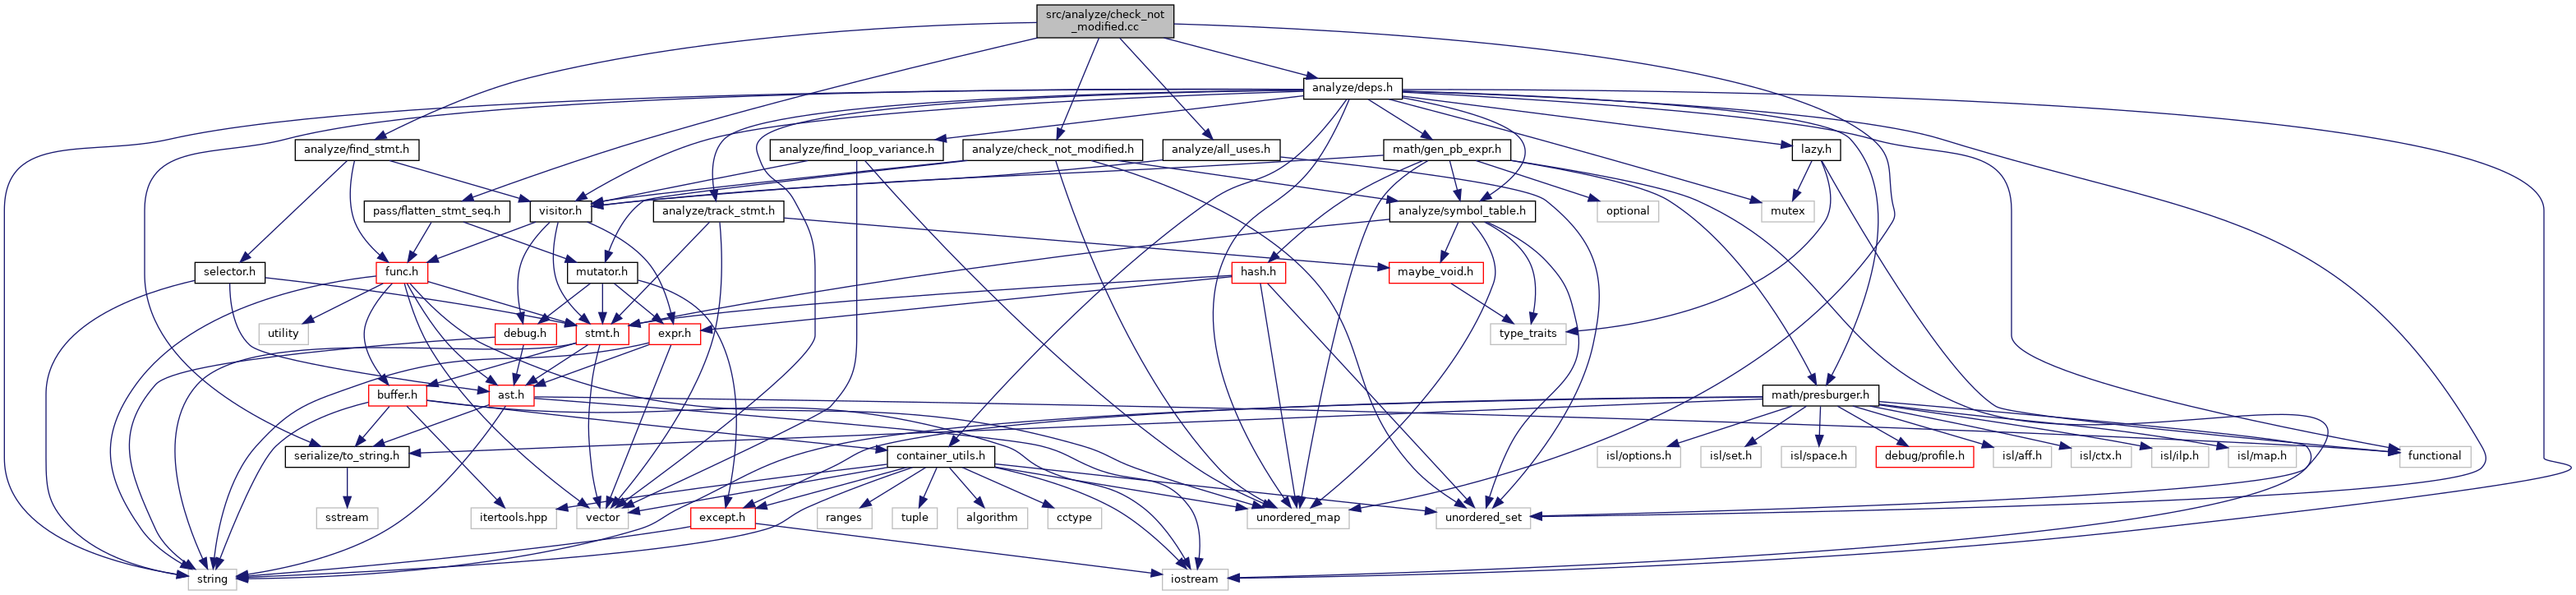 src/analyze/check_not
_modified.cc
analyze/deps.h
analyze/find_stmt.h
analyze/find_loop_variance.h
analyze/check_not_modified.h
analyze/all_uses.h
math/gen_pb_expr.h
lazy.h
pass/flatten_stmt_seq.h
visitor.h
analyze/track_stmt.h
analyze/symbol_table.h
optional
mutex
selector.h
func.h
mutator.h
hash.h
maybe_void.h
utility
debug.h
stmt.h
expr.h
type_traits
buffer.h
ast.h
math/presburger.h
serialize/to_string.h
container_utils.h
isl/options.h
isl/set.h
isl/space.h
debug/profile.h
isl/aff.h
isl/ctx.h
isl/ilp.h
isl/map.h
functional
sstream
itertools.hpp
vector
except.h
ranges
tuple
algorithm
cctype
unordered_map
unordered_set
string
iostream